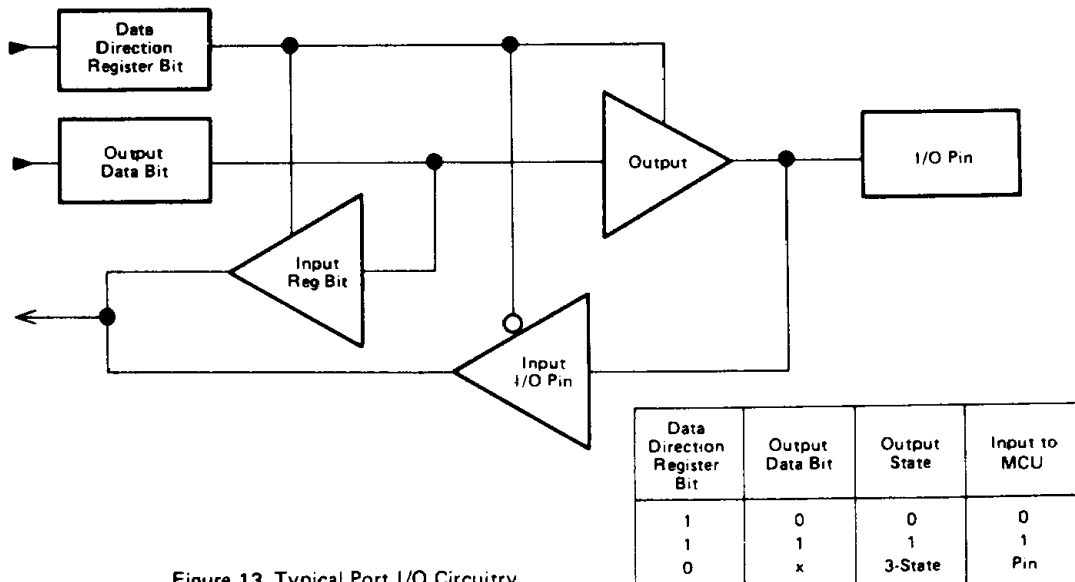 Data
Direction
Register Bit
Output
Data Bit
Output
I/O Pin
Input
Reg Bit
Input
I/O Pin
Data
Direction
Register
Bit
Output
Data Bit
Output
State
Input to
MCU
1 0 0 0
1 1 1 1
0 x 3-State Pin
Figure 13 Typical Port I/O Circuitry